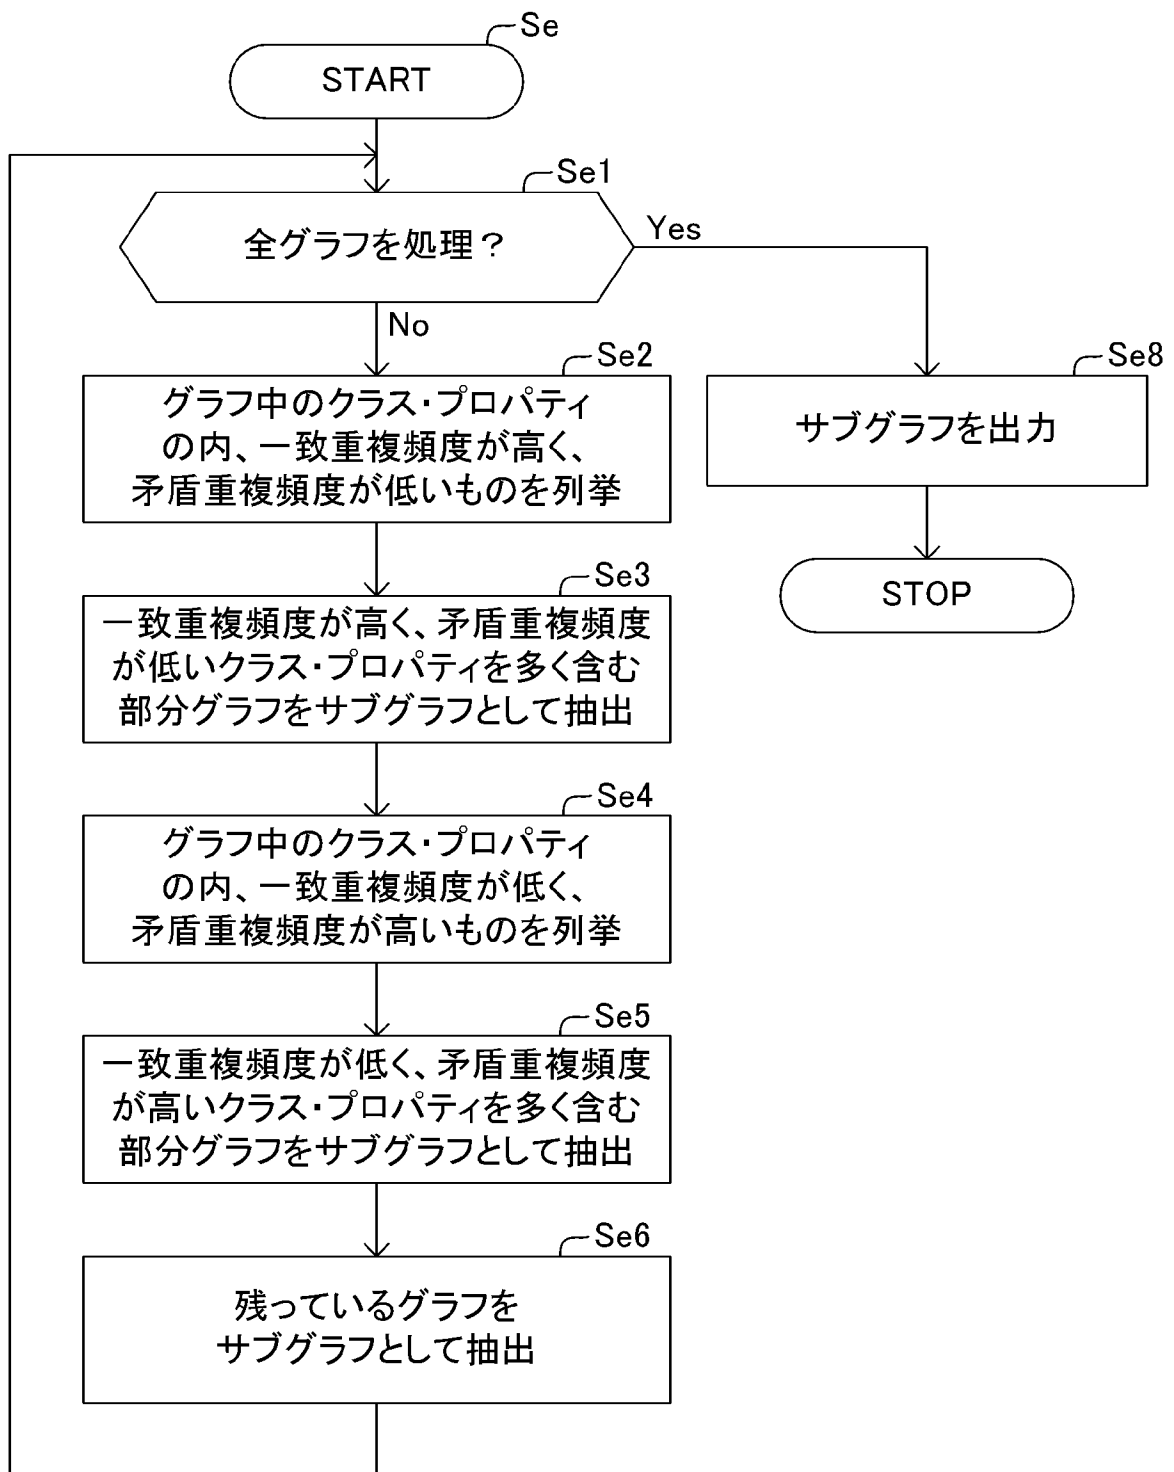 Se
START
Se1
全グラフを処理？
Yes
No
Se2
グラフ中のクラス・プロパティ
の内、一致重複頻度が高く、
矛盾重複頻度が低いものを列挙
Se8
サブグラフを出力
STOP
Se3
一致重複頻度が高く、矛盾重複頻度
が低いクラス・プロパティを多く含む
部分グラフをサブグラフとして抽出
Se4
グラフ中のクラス・プロパティ
の内、一致重複頻度が低く、
矛盾重複頻度が高いものを列挙
Se5
一致重複頻度が低く、矛盾重複頻度
が高いクラス・プロパティを多く含む
部分グラフをサブグラフとして抽出
Se6
残っているグラフを
サブグラフとして抽出